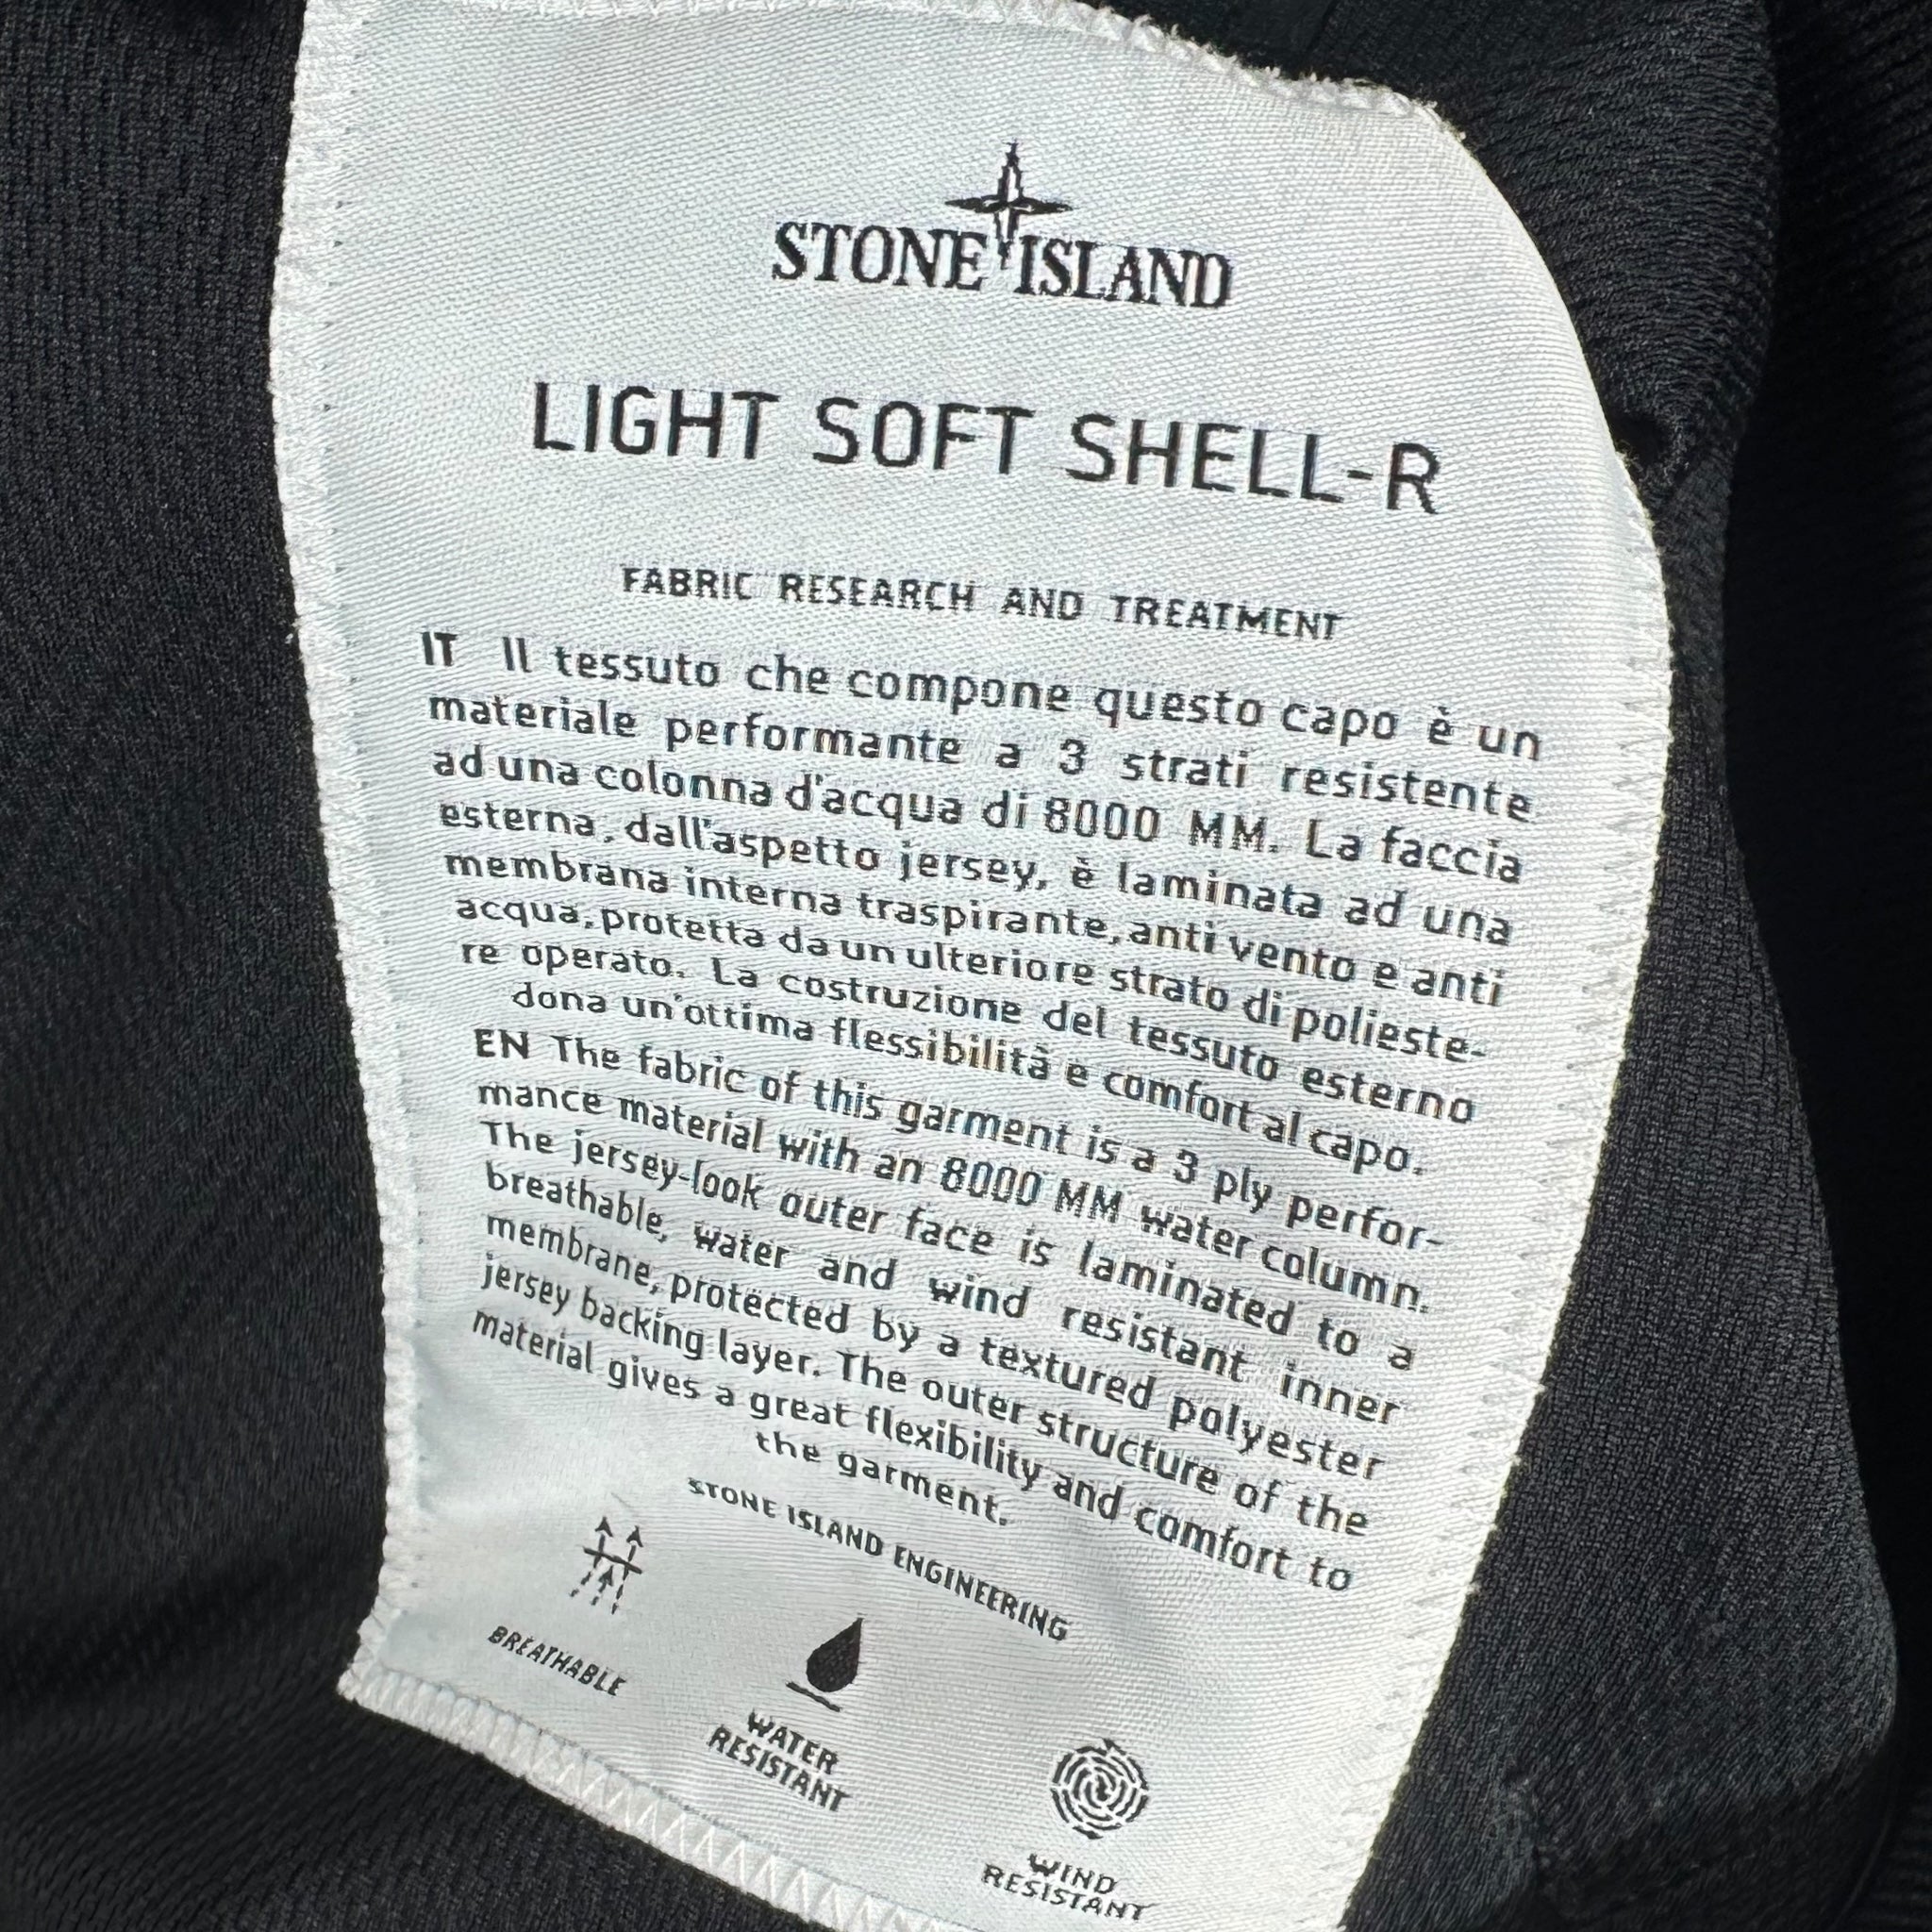 STONE ISLAND
LIGHT SOFT SHELL-R
FABRIC RESEARCH AND TREATMENT
IT Il tessuto che compone questo capo è un
materiale performante a 3 strati resistente
ad una colonna d'acqua di 8000 MM. La faccia
esterna, dall'aspetto jersey, è laminata ad una
membrana interna traspirante, anti vento e anti
acqua, protetta da un ulteriore strato di polieste-
re operato. La costruzione del tessuto esterno
dona un'ottima flessibilità e comfort al capo.
EN The fabric of this garment is a 3 ply perfor-
mance material with an 8000 MM water column.
The jersey-look outer face is laminated to a
breathable, water and wind resistant inner
membrane, protected by a textured polyester
jersey backing layer. The outer structure of the
material gives a great flexibility and comfort to
the garment.
STONE ISLAND ENGINEERING
BREATHABLE
WATER
RESISTANT
WIND
RESISTANT